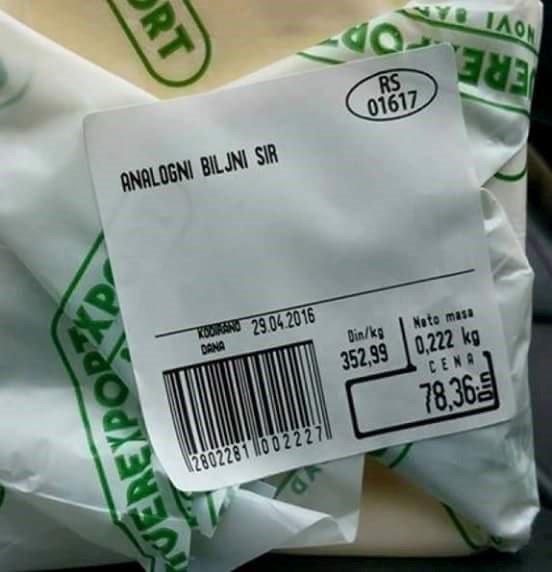 RS
01617
ANALOGNI BILJNI SIR
KODIRANO 29.04.2016
DANA
Din/kg
352,99
Neto masa
0,222 kg
CENA
78,36 Din
2802281 002227
NOVI SAD